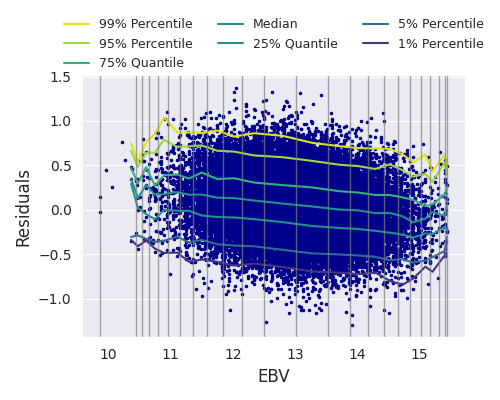 99% Percentile
95% Percentile
75% Quantile
Median
25% Quantile
5% Percentile
1% Percentile
1.5
1.0
0.5
0.0
−0.5
−1.0
Residuals
10 11 12 13 14 15
EBV